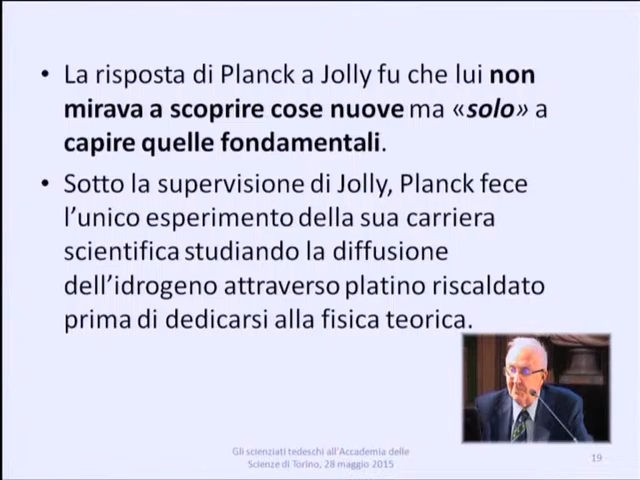 • La risposta di Planck a Jolly fu che lui non
mirava a scoprire cose nuove ma «solo» a
capire quelle fondamentali.
• Sotto la supervisione di Jolly, Planck fece
l’unico esperimento della sua carriera
scientifica studiando la diffusione
dell’idrogeno attraverso platino riscaldato
prima di dedicarsi alla fisica teorica.
Gli scienziati tedeschi all'Accademia delle
Scienze di Torino, 28 maggio 2015
19